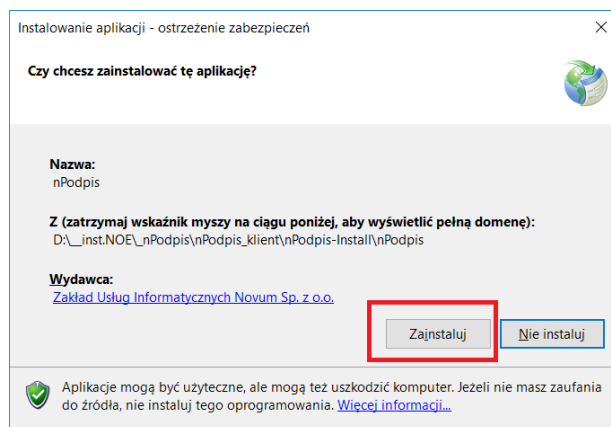 Instalowanie aplikacji - ostrzeżenie zabezpieczeń
Czy chcesz zainstalować tę aplikację?
Nazwa:
nPodpis
Z (zatrzymaj wskaźnik myszy na ciągu poniżej, aby wyświetlić pełną domenę):
D:\__inst.NOE\_nPodpis\nPodpis_klient\nPodpis-Install\nPodpis
Wydawca:
Zakład Usług Informatycznych Novum Sp. z o.o.
Zainstaluj
Nie instaluj
Aplikacje mogą być użyteczne, ale mogą też uszkodzić komputer. Jeżeli nie masz zaufania
do źródła, nie instaluj tego oprogramowania. Więcej informacji...